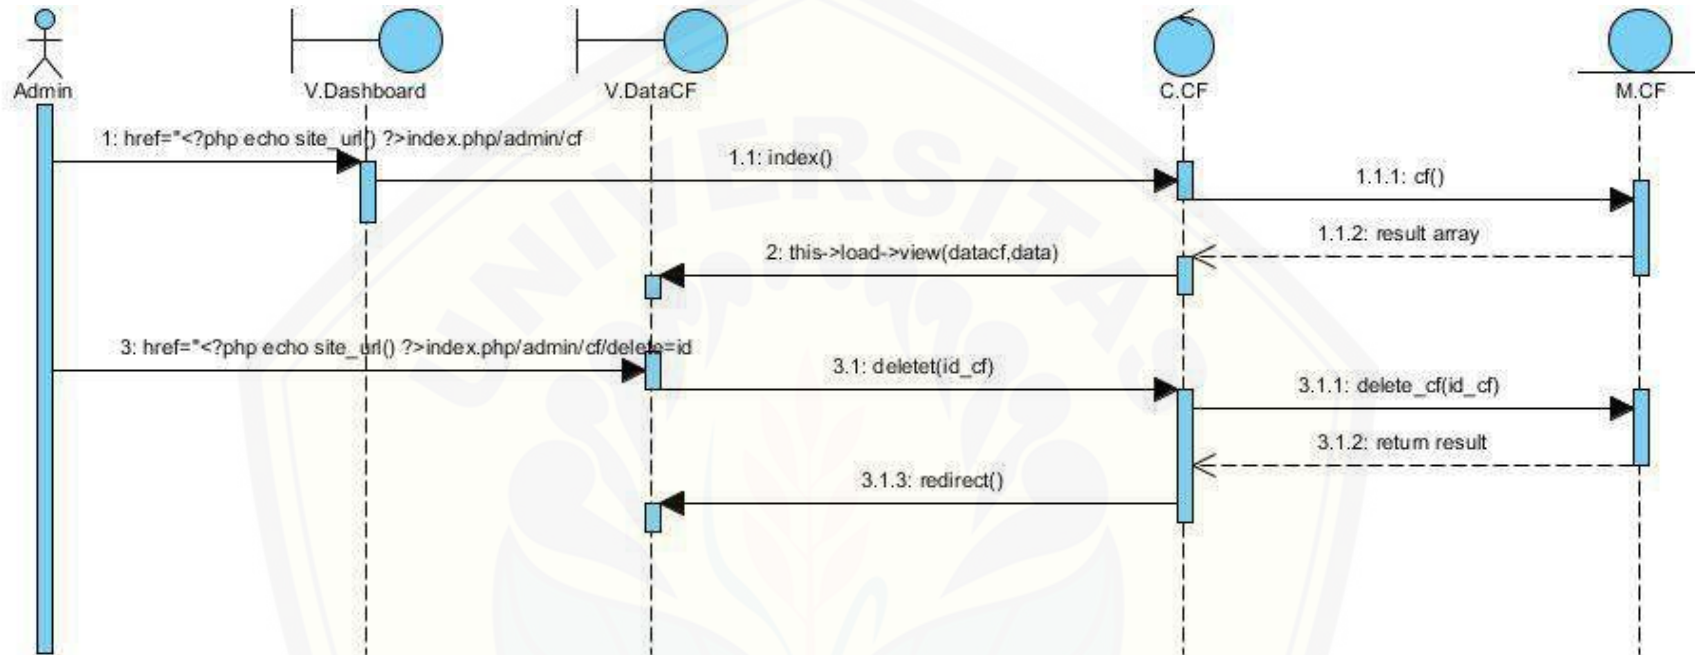 Admin
V.Dashboard
V.DataCF
C.CF
M.CF
1: href="<?php echo site_url() ?>index.php/admin/cf
1.1: index()
1.1.1: cf()
1.1.2: result array
2: this->load->view(datacf,data)
3: href="<?php echo site_url() ?>index.php/admin/cf/delete=id
3.1: deletet(id_cf)
3.1.1: delete_cf(id_cf)
3.1.2: return result
3.1.3: redirect()
UNIVERSITAS